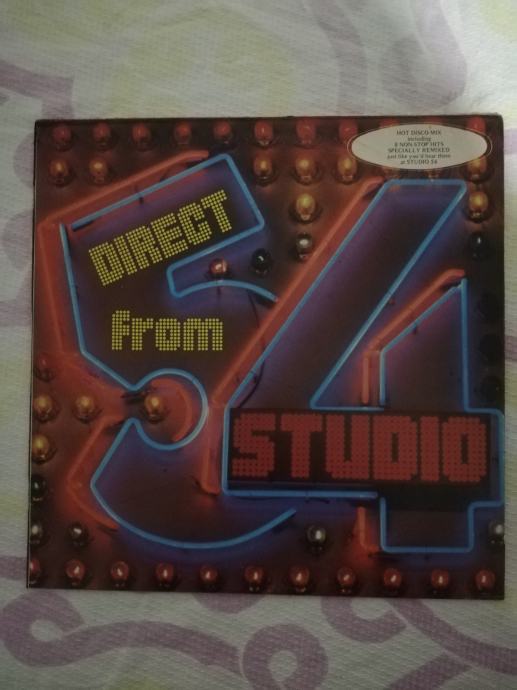 HOT DISCO MIX
including
8 NON STOP HITS
SPECIALLY REMIXED
just like you'd hear them
at STUDIO 54
DIRECT
from
54
STUDIO